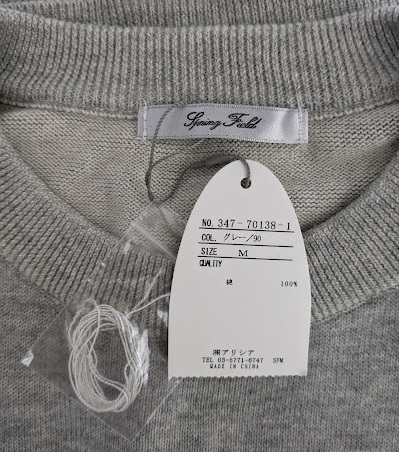 Spring Field
NO. 347-70138-1
COL. グレー/90
SIZE M
QUALITY
綿 100%
㈱アリシア
TEL 03-6771-6747 SFM
MADE IN CHINA